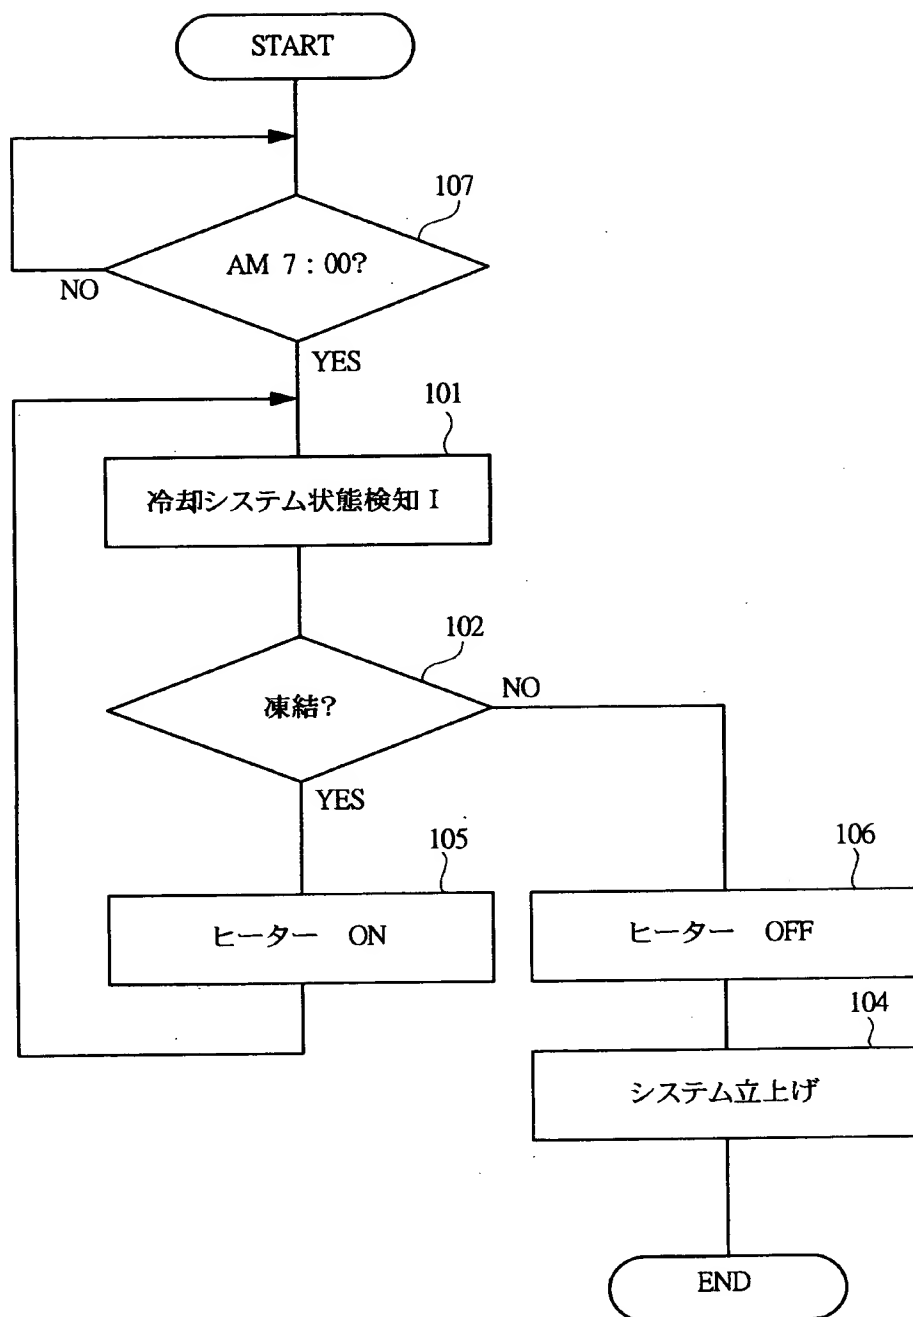 START
107
AM 7 : 00?
NO
YES
101
冷却システム状態検知 I
102
凍結?
NO
YES
105
ヒーター ON
106
ヒーター OFF
104
システム立上げ
END